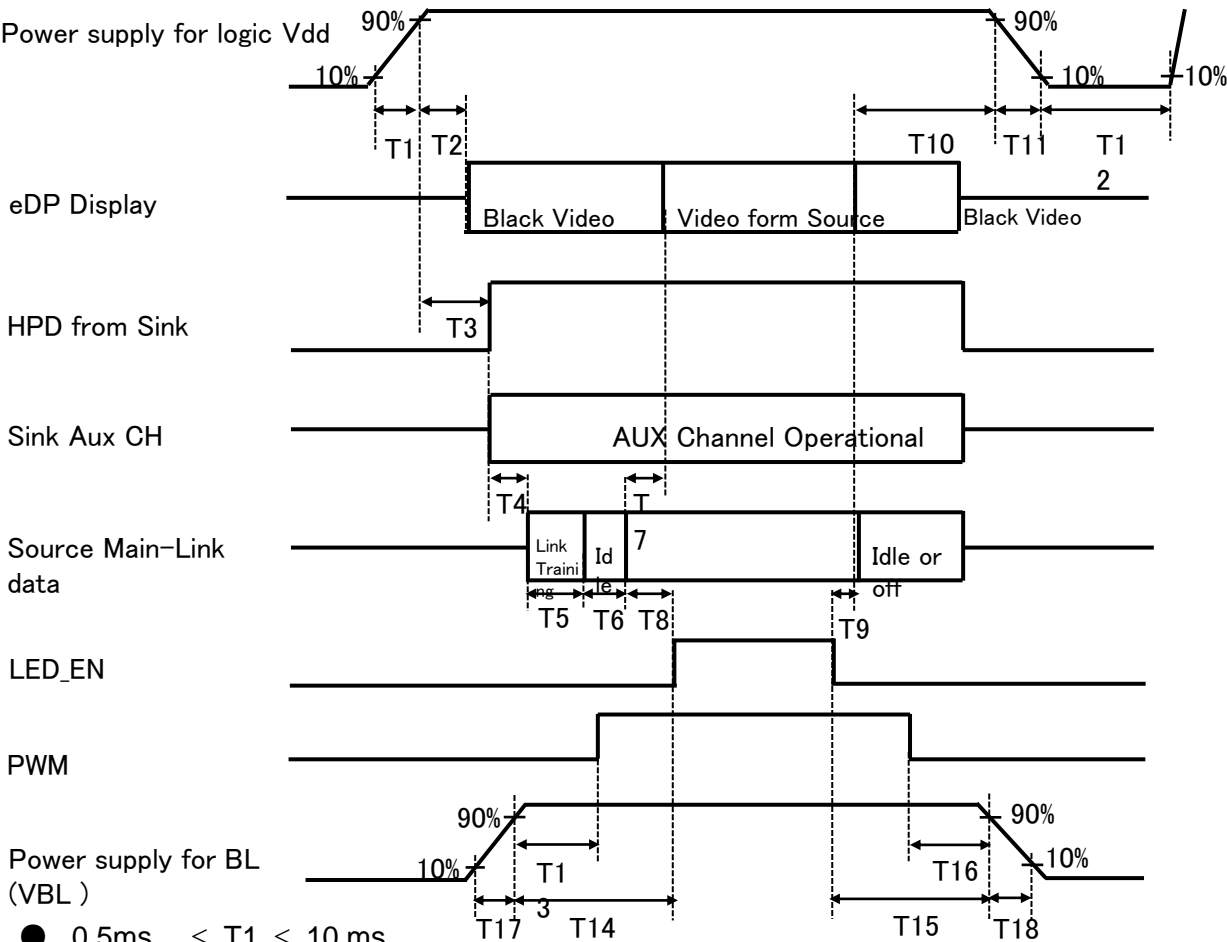 90%
90%
Power supply for logic Vdd
10%
10%
10%
T1
T2
T10
T11
T1
2
eDP Display
Black Video
Video form Source
Black Video
HPD from Sink
T3
Sink Aux CH
AUX Channel Operational
T4
T
7
Source Main-Link
data
Link
Traini
ng
Id
le
Idle or
off
T5
T6
T8
T9
LED_EN
PWM
90%
90%
Power supply for BL
(VBL )
10%
10%
T1
3
T16
T17
T14
T15
T18
● 0.5ms < T1 < 10 ms